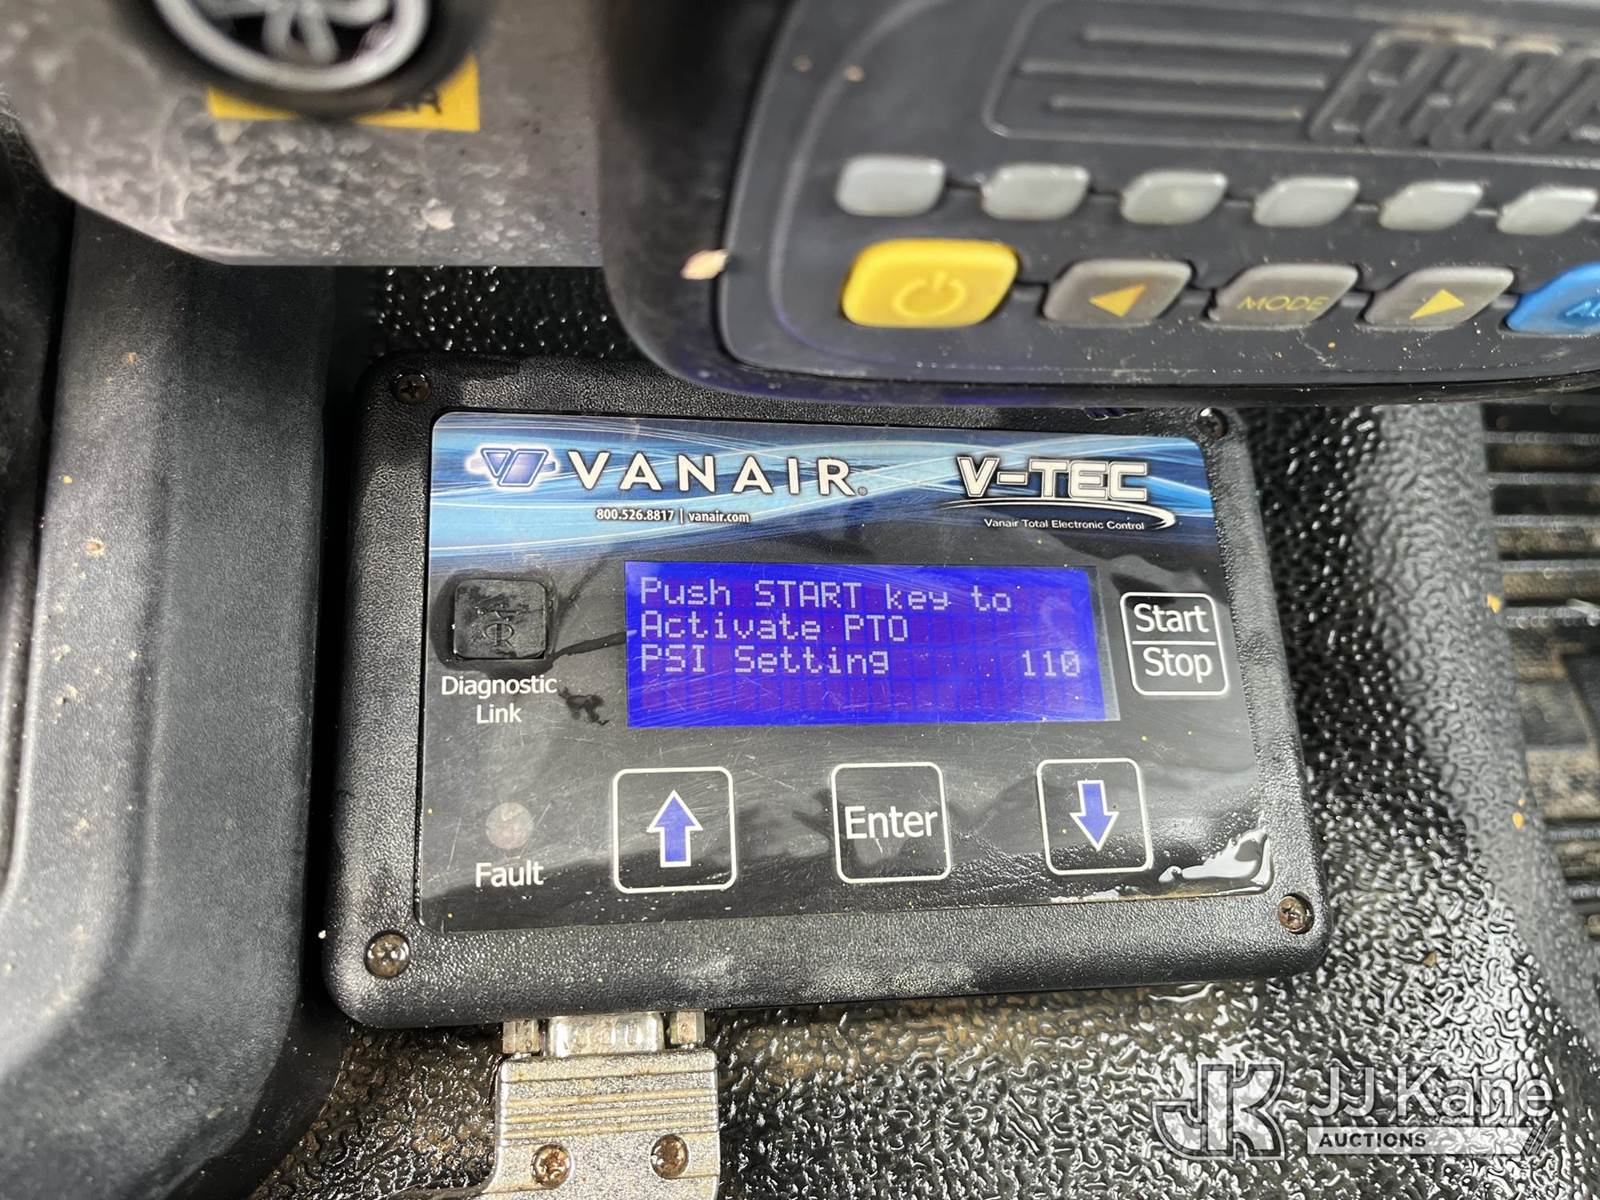 MODE
VANAIR®
V-TEC
800.526.8817 | vanair.com
Vanair Total Electronic Control
Push START key to
Activate PTO
PSI Setting 110
Start
Stop
Diagnostic
Link
Enter
Fault
JK JJ Kane
AUCTIONS